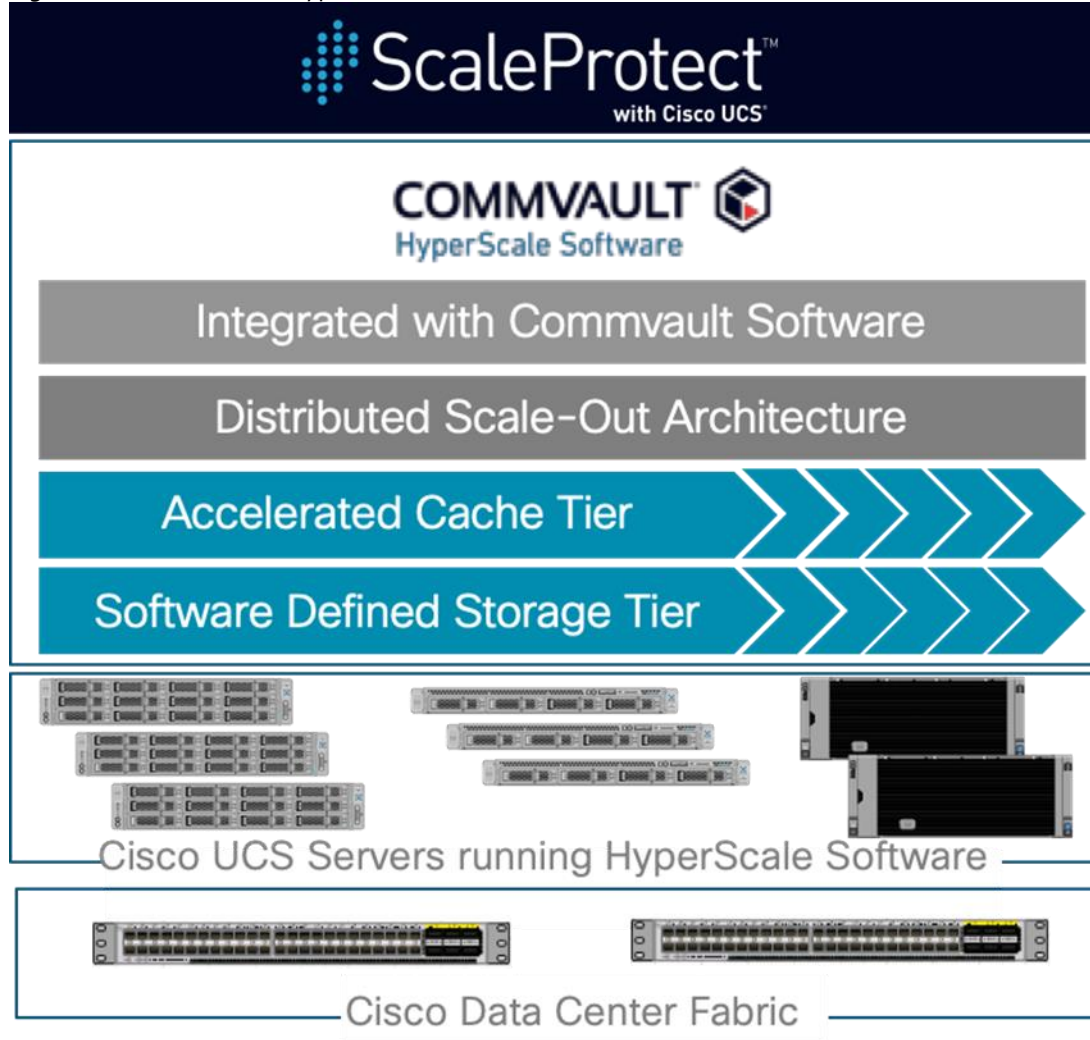 ScaleProtect™
with Cisco UCS®
COMMVAULT®
HyperScale Software
Integrated with Commvault Software
Distributed Scale-Out Architecture
Accelerated Cache Tier
Software Defined Storage Tier
Cisco UCS Servers running HyperScale Software
Cisco Data Center Fabric